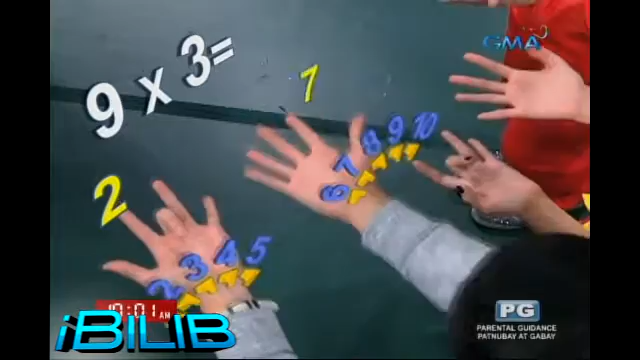 GMA
9 x 3=
7
2
6 7 8 9 10
2 3 4 5
10:01 AM
iBILIB
PG
PARENTAL GUIDANCE
PATNUBAY AT GABAY